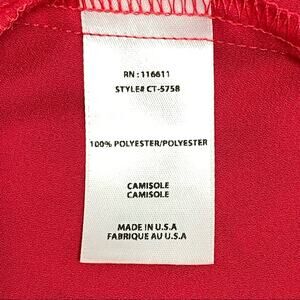 RN : 116611
STYLE# CT-5758
100% POLYESTER/POLYESTER
CAMISOLE
CAMISOLE
MADE IN U.S.A
FABRIQUE AU U.S.A